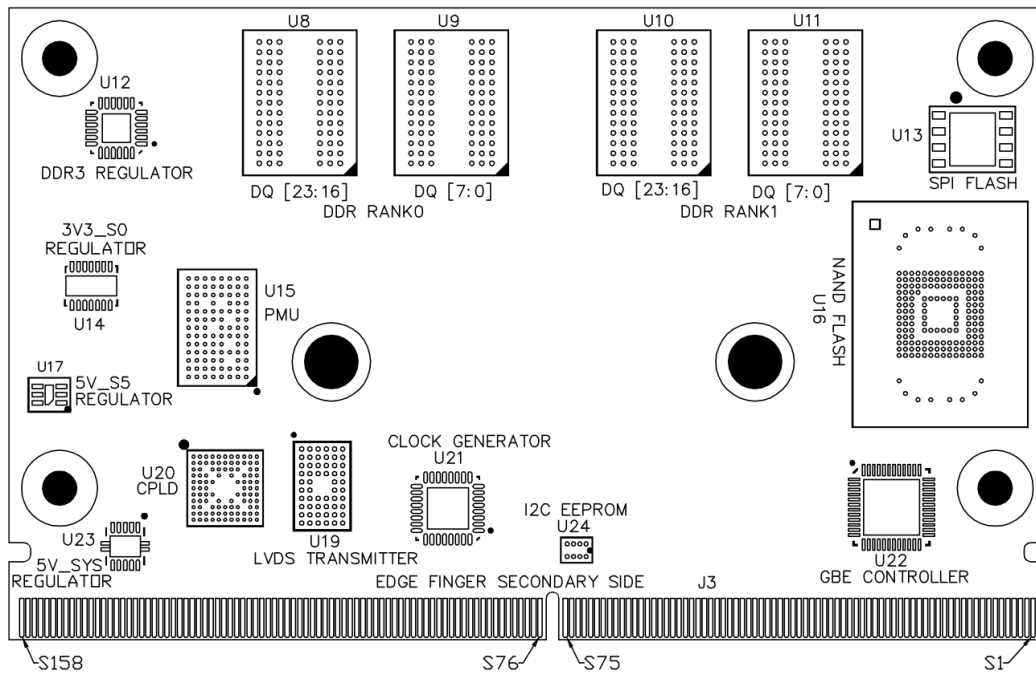 U8
U9
U10
U11
U12
DDR3 REGULATOR
DQ [23:16]
DQ [7:0]
DDR RANK0
DQ [23:16]
DQ [7:0]
DDR RANK1
U13
SPI FLASH
3V3_S0
REGULATOR
U14
U15
PMU
NAND FLASH
U16
U17
5V_S5
REGULATOR
U20
CPLD
CLOCK GENERATOR
U21
I2C EEPROM
U24
U19
LVDS TRANSMITTER
U23
5V_SYS
REGULATOR
U22
GBE CONTROLLER
EDGE FINGER SECONDARY SIDE
J3
S158
S76
S75
S1